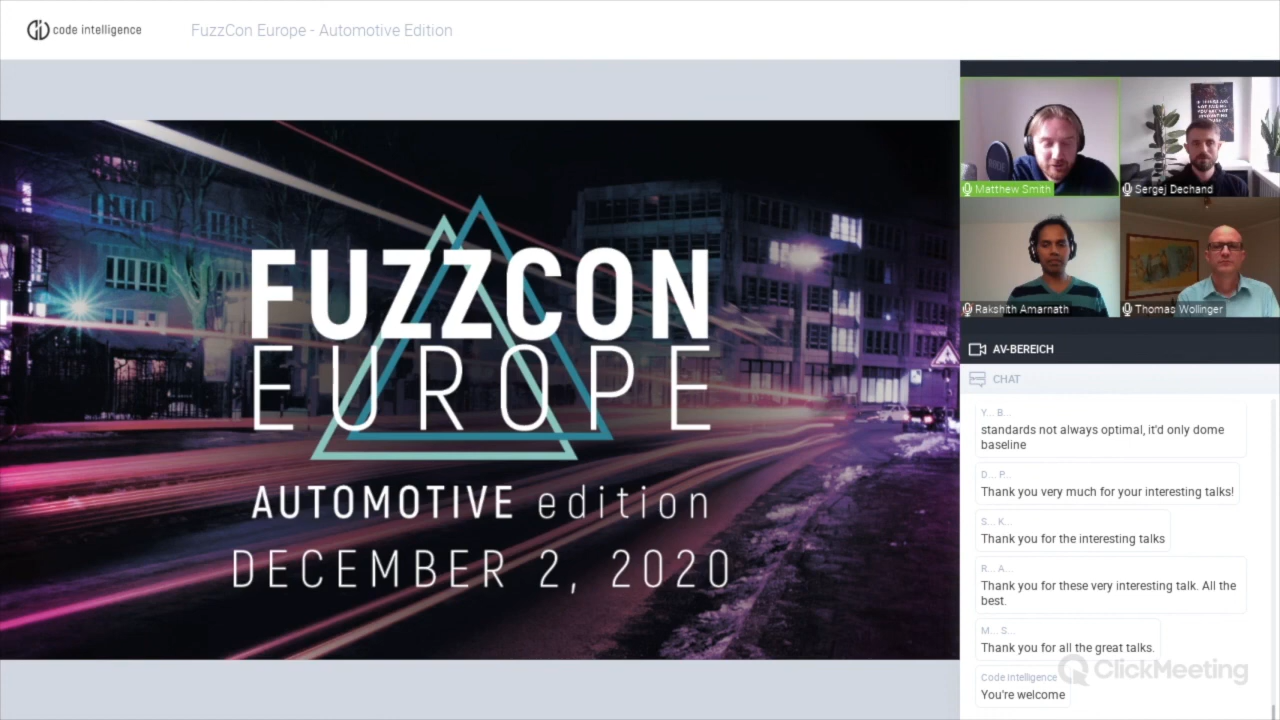 code intelligence
FuzzCon Europe - Automotive Edition
FUZZCON
EUROPE
AUTOMOTIVE edition
DECEMBER 2, 2020
Matthew Smith
Sergej Dechand
Rakshith Amarnath
Thomas Wollinger
AV-BEREICH
CHAT
Y... B...
standards not always optimal, it'd only dome
baseline
D... P...
Thank you very much for your interesting talks!
S... K...
Thank you for the interesting talks
R... A...
Thank you for these very interesting talk. All the
best.
M... S...
Thank you for all the great talks.
Code Intelligence
You're welcome
ClickMeeting